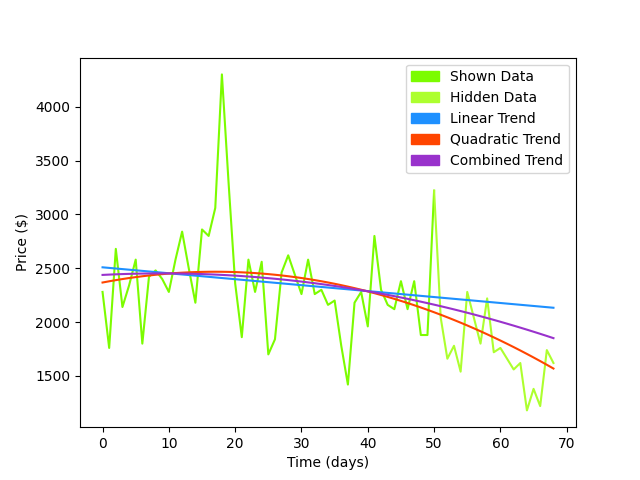 Shown Data
Hidden Data
Linear Trend
Quadratic Trend
Combined Trend
4000
3500
3000
2500
2000
1500
Price ($)
0 10 20 30 40 50 60 70
Time (days)